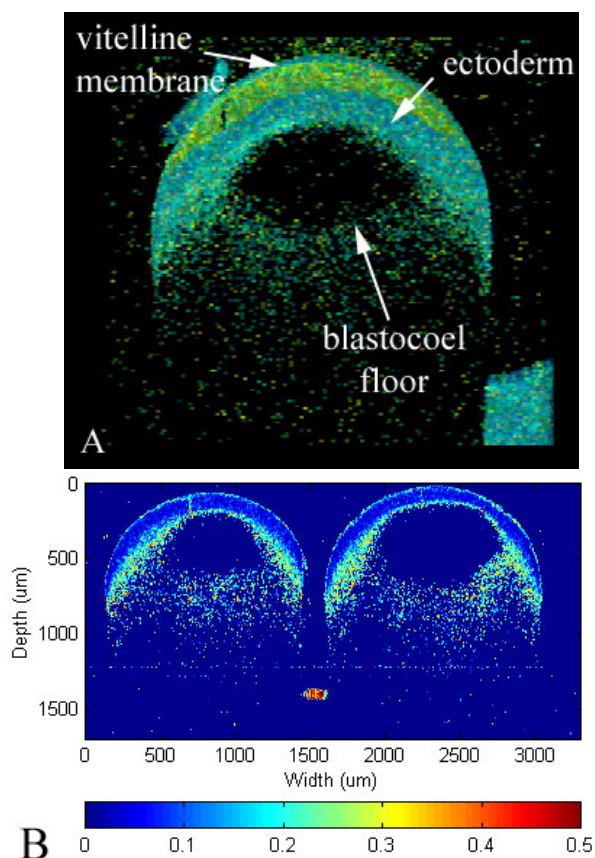 vitelline
membrane
ectoderm
blastocoel
floor
A
0
500
1000
1500
Depth (um)
0 500 1000 1500 2000 2500 3000
Width (um)
B
0 0.1 0.2 0.3 0.4 0.5